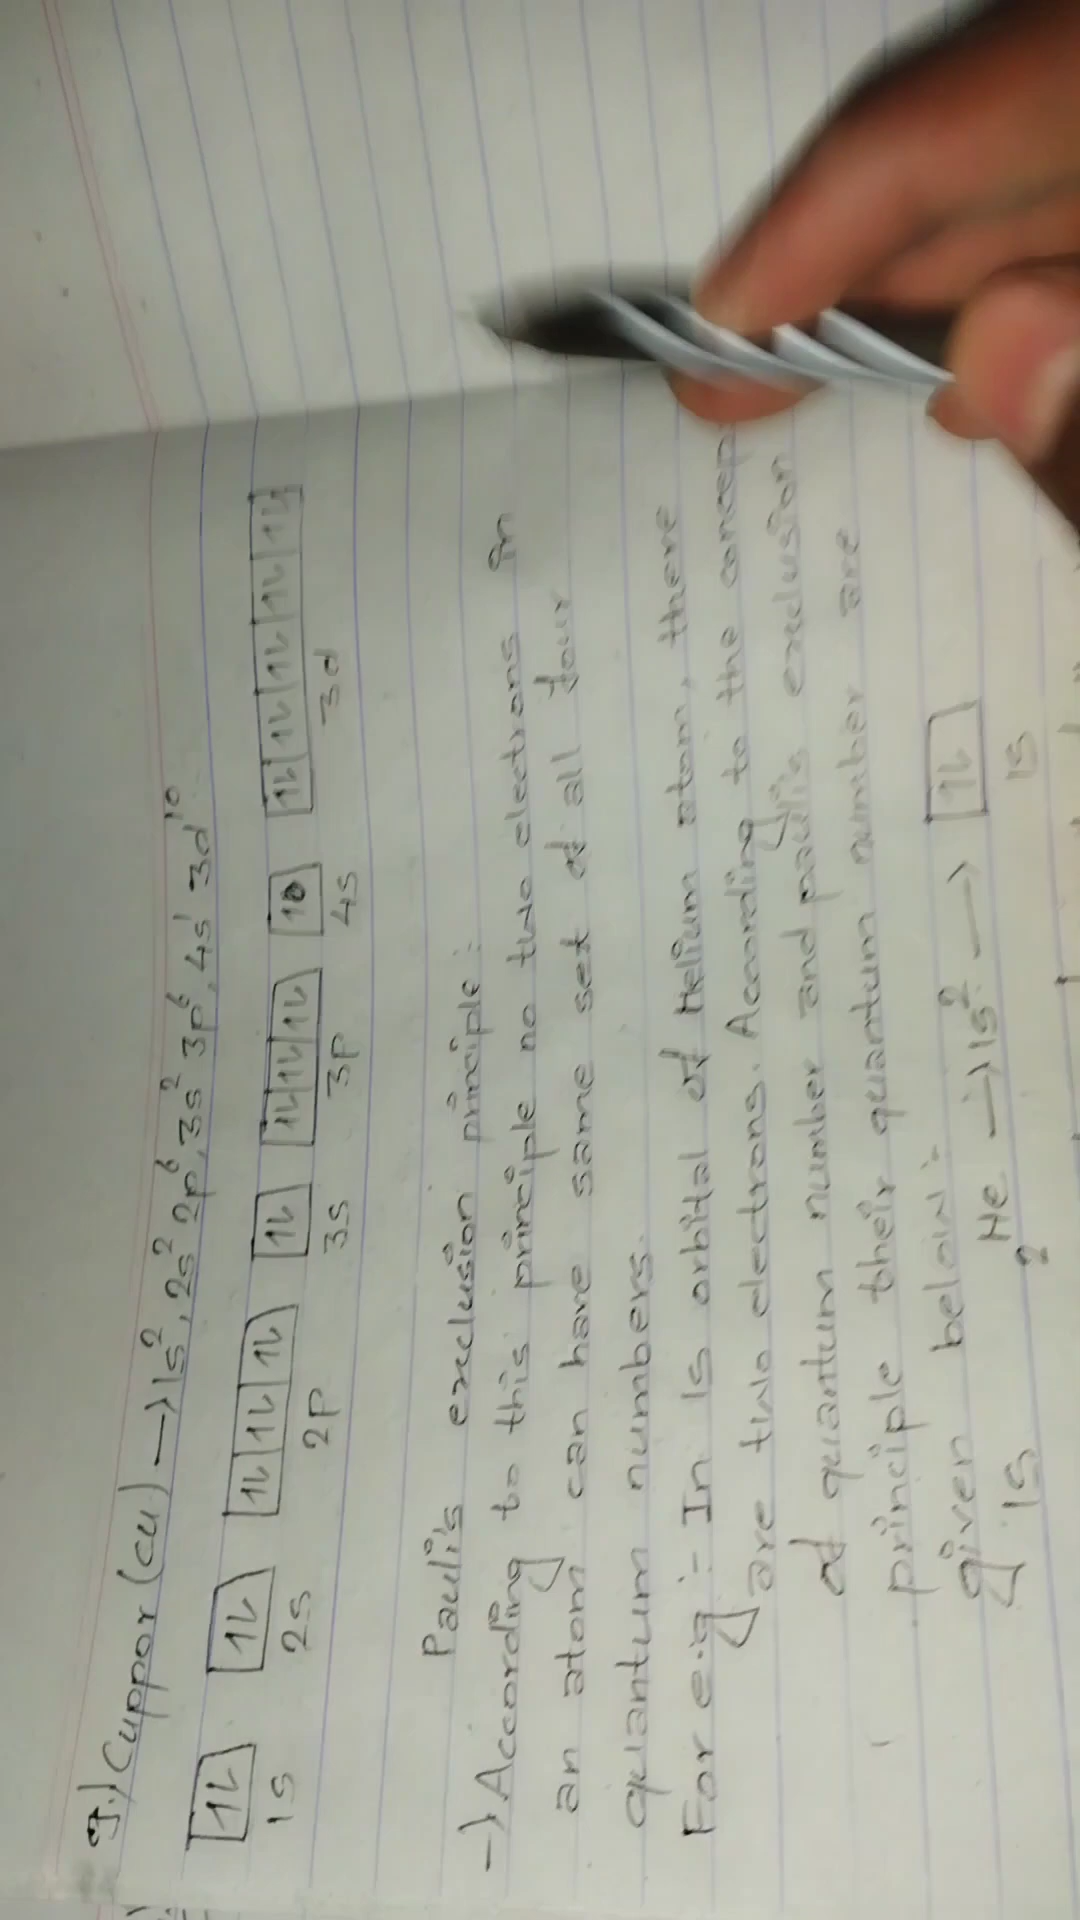 9.) Cuppor (cu) → 1s², 2s² 2p⁶, 3s² 3p⁶, 4s¹ 3d¹⁰
1s 2s 2p 3s 3p 4s 3d
Pauli's exclusion principle:
→ According to this principle no two electrons in
an atom can have same set of all four
quantum numbers.
For e.g :- In 1s orbital of Helium atom, there
are two electrons. According to the concep
of quantum number and pauli's exclusion
principle their quantum number are
given below:-
1s² He → 1s² → 1s